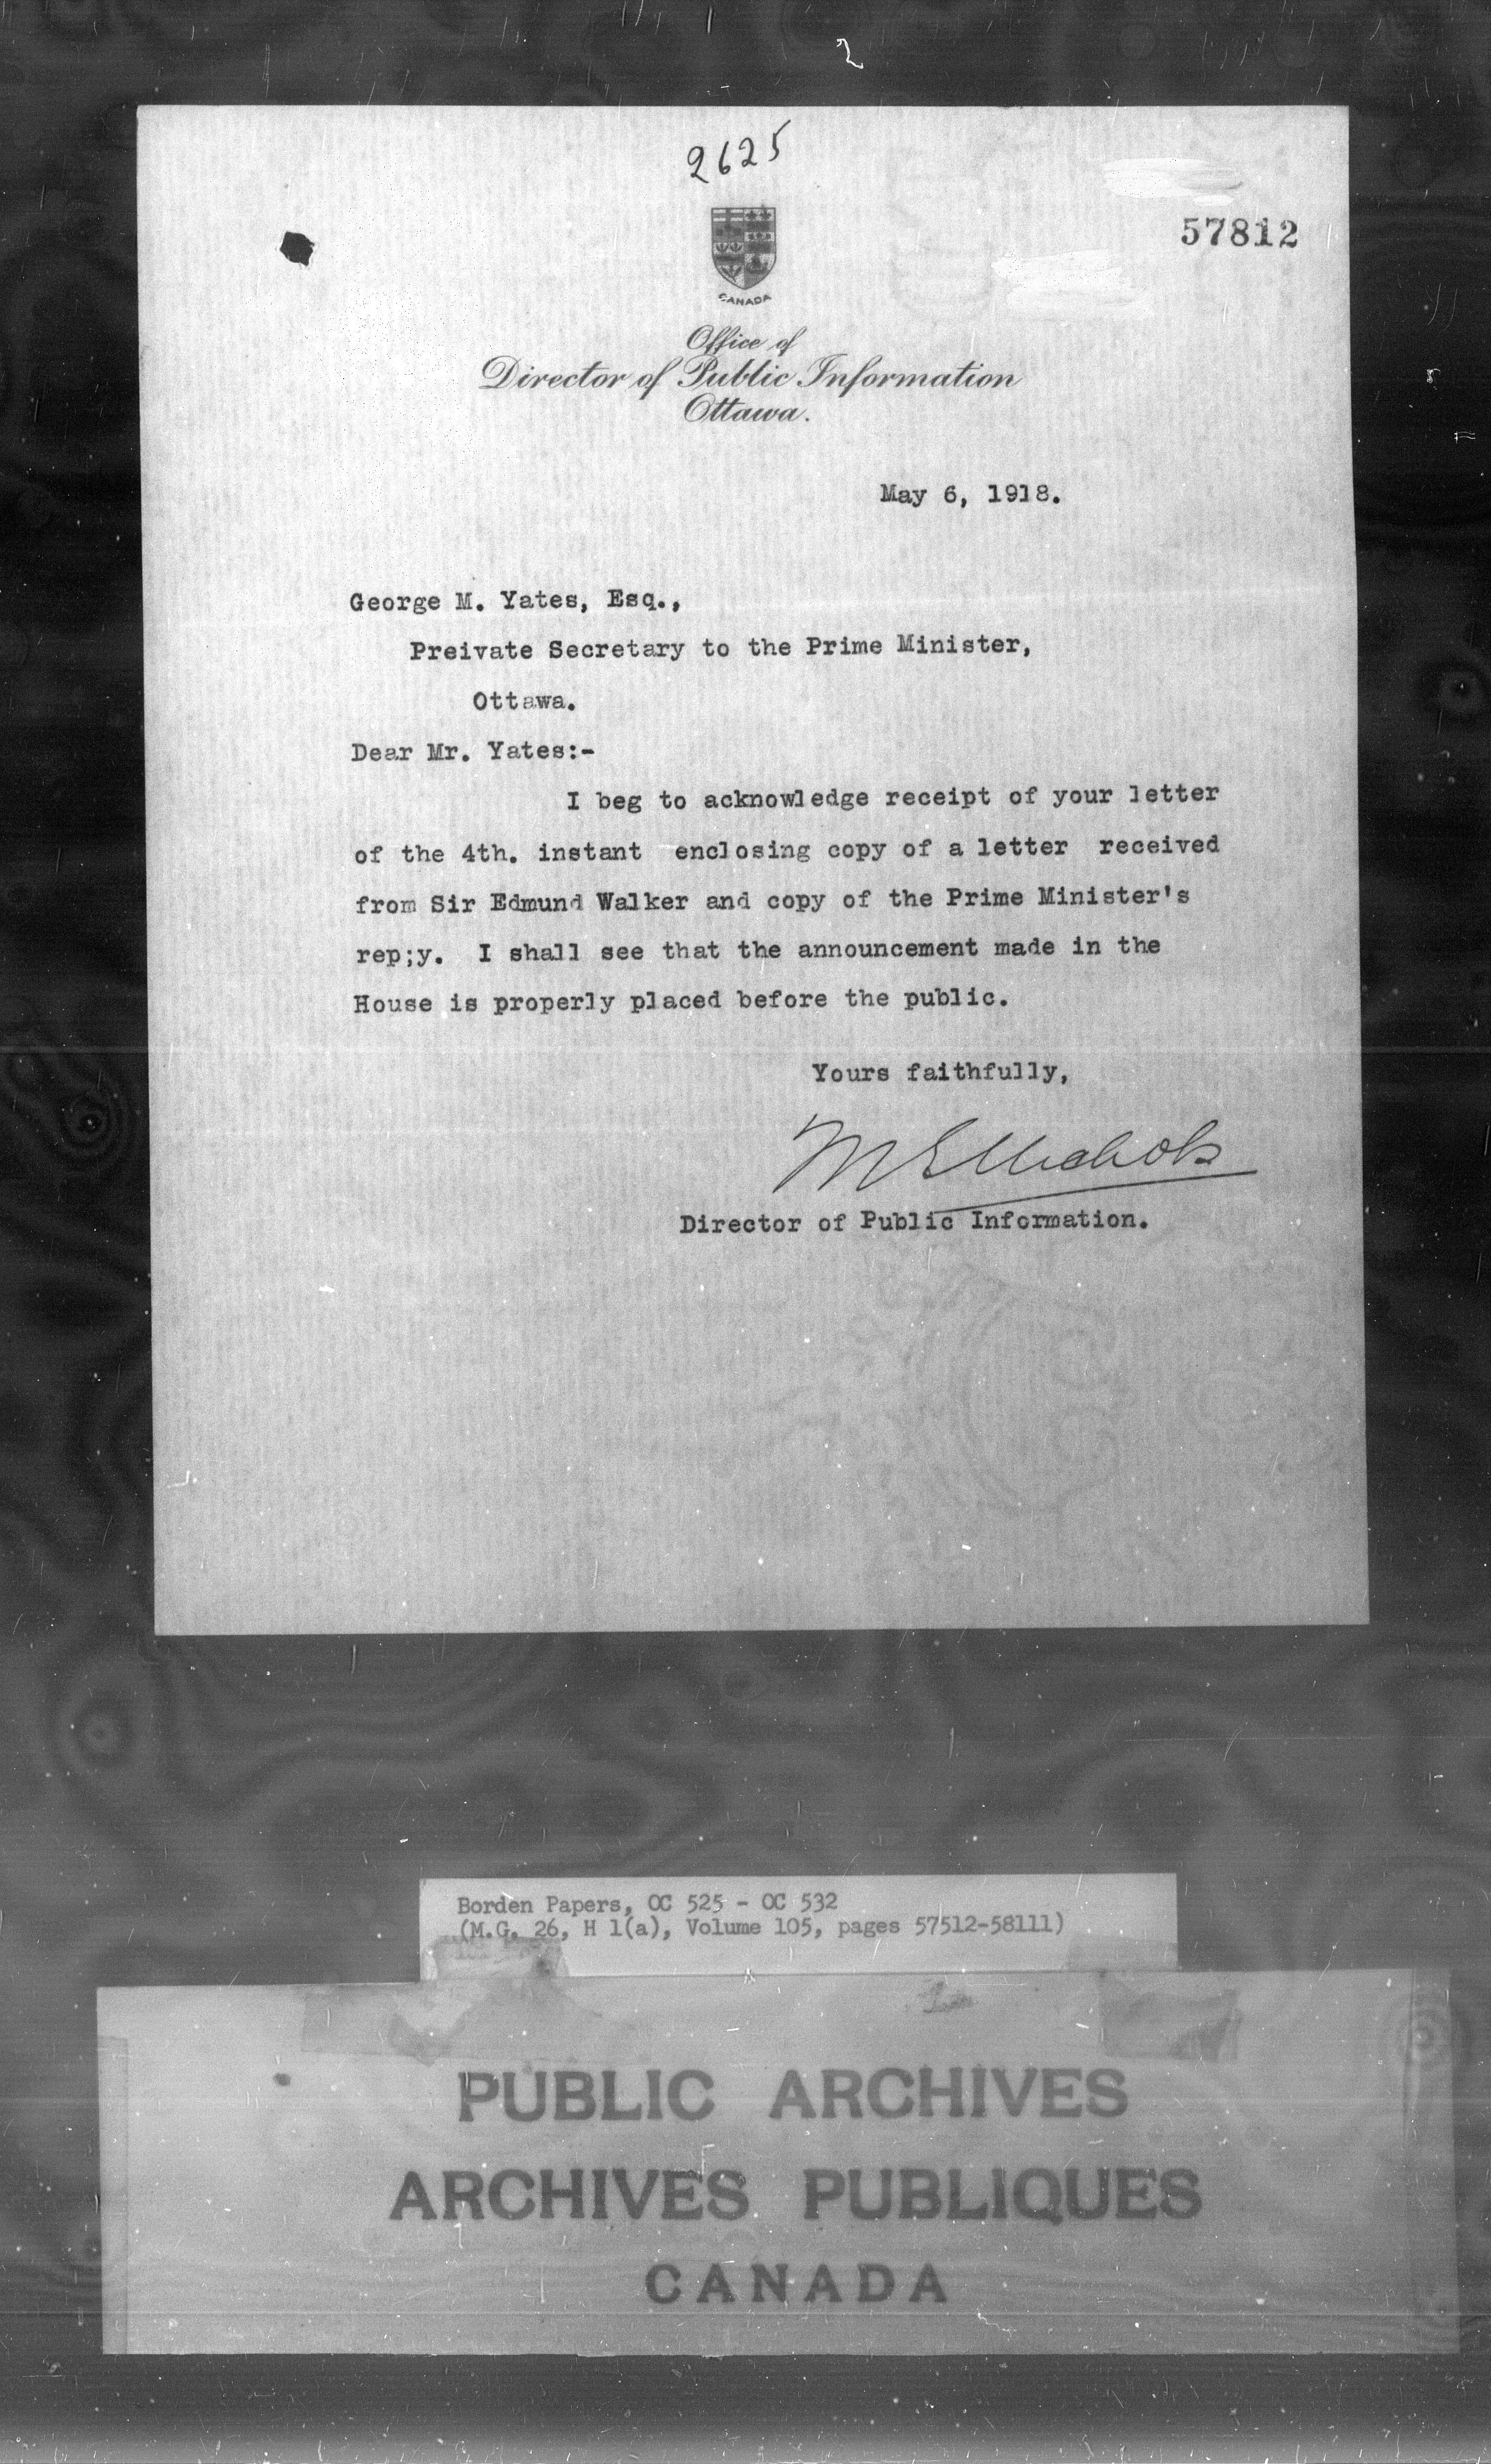 2
2625
57812
CANADA
Office of
Director of Public Information
Ottawa.
May 6, 1918.
George M. Yates, Esq.,
Preivate Secretary to the Prime Minister,
Ottawa.
Dear Mr. Yates:-
I beg to acknowledge receipt of your letter
of the 4th. instant enclosing copy of a letter received
from Sir Edmund Walker and copy of the Prime Minister's
rep;y. I shall see that the announcement made in the
House is properly placed before the public.
Yours faithfully,
M E Nichols
Director of Public Information.
Borden Papers, OC 525 - OC 532
(M.G. 26, H 1(a), Volume 105, pages 57512-58111)
PUBLIC ARCHIVES
ARCHIVES PUBLIQUES
CANADA